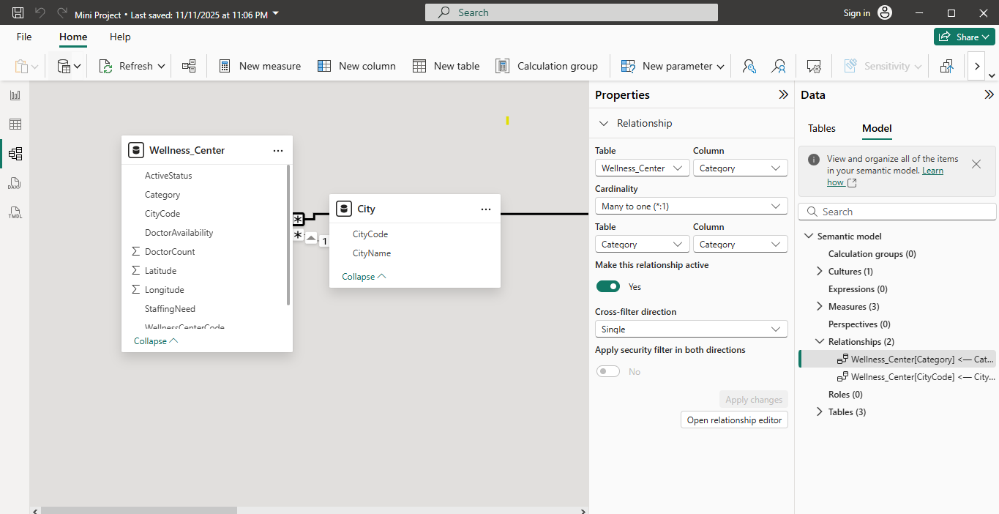 Mini Project • Last saved: 11/11/2025 at 11:06 PM
Search
Sign in
File
Home
Help
Share
Refresh
New measure
New column
New table
Calculation group
New parameter
Sensitivity
DAX
TMDL
Wellness_Center
ActiveStatus
Category
CityCode
DoctorAvailability
∑ DoctorCount
∑ Latitude
∑ Longitude
StaffingNeed
WellnessCenterCode
Collapse
*
*
1
City
CityCode
CityName
Collapse
Properties
Relationship
Table
Column
Wellness_Center
Category
Cardinality
Many to one (*:1)
Table
Column
Category
Category
Make this relationship active
Yes
Cross-filter direction
Single
Apply security filter in both directions
No
Apply changes
Open relationship editor
Data
Tables
Model
View and organize all of the items
in your semantic model. Learn
how
Search
Semantic model
Calculation groups (0)
Cultures (1)
Expressions (0)
Measures (3)
Perspectives (0)
Relationships (2)
Wellness_Center[Category] <— Cat...
Wellness_Center[CityCode] <— City...
Roles (0)
Tables (3)